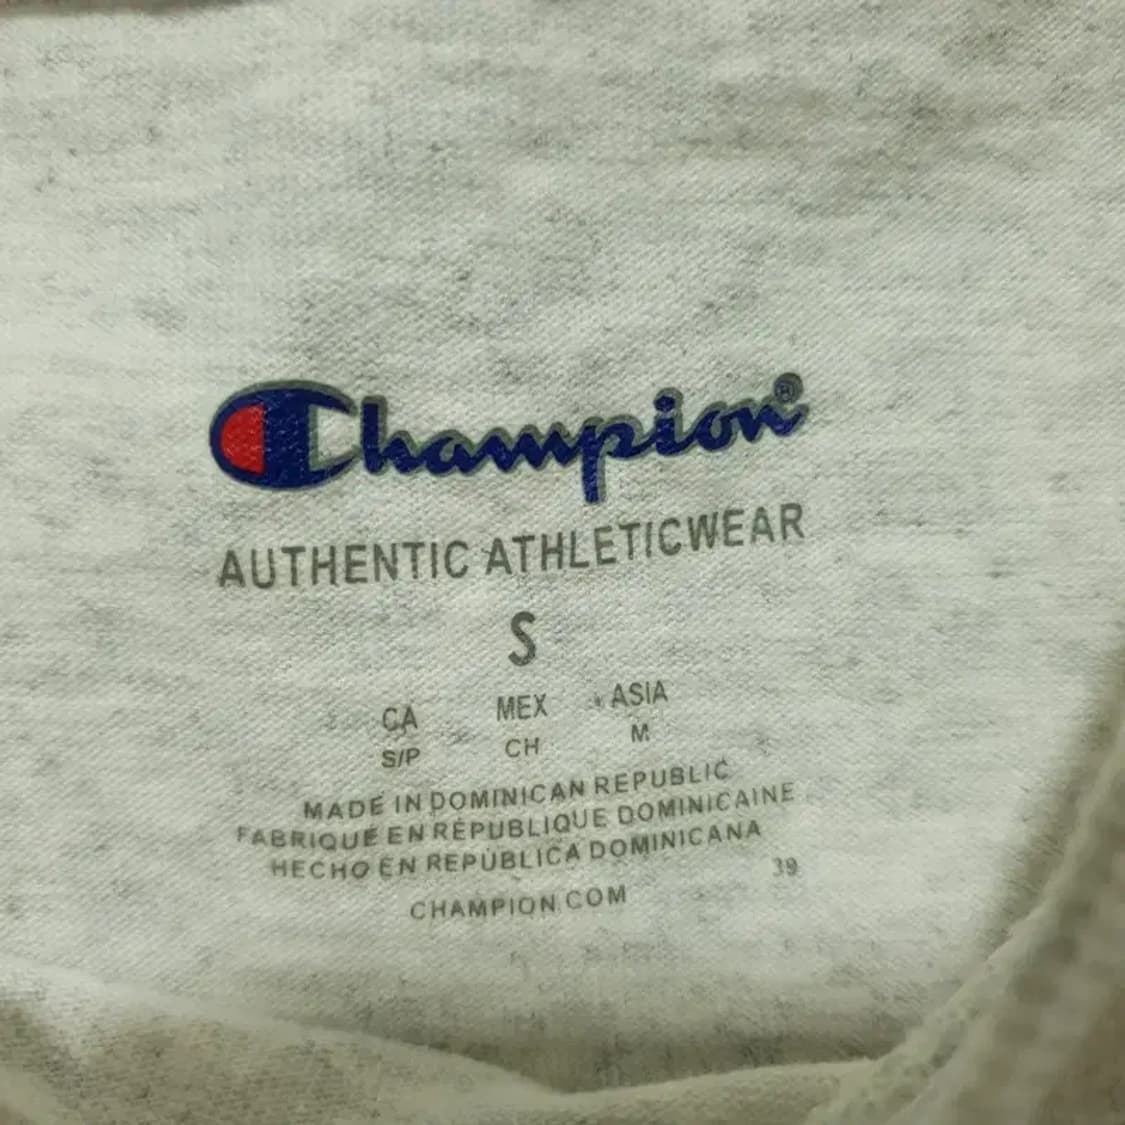 Champion®
AUTHENTIC ATHLETICWEAR
S
CA MEX ASIA
S/P CH M
MADE IN DOMINICAN REPUBLIC
FABRIQUÉ EN RÉPUBLIQUE DOMINICAINE
HECHO EN REPÚBLICA DOMINICANA
39
CHAMPION.COM